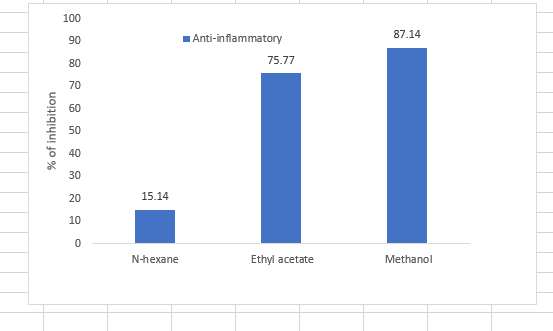 100
90
80
70
60
50
40
30
20
10
0
% of inhibition
Anti-inflammatory
15.14
75.77
87.14
N-hexane
Ethyl acetate
Methanol